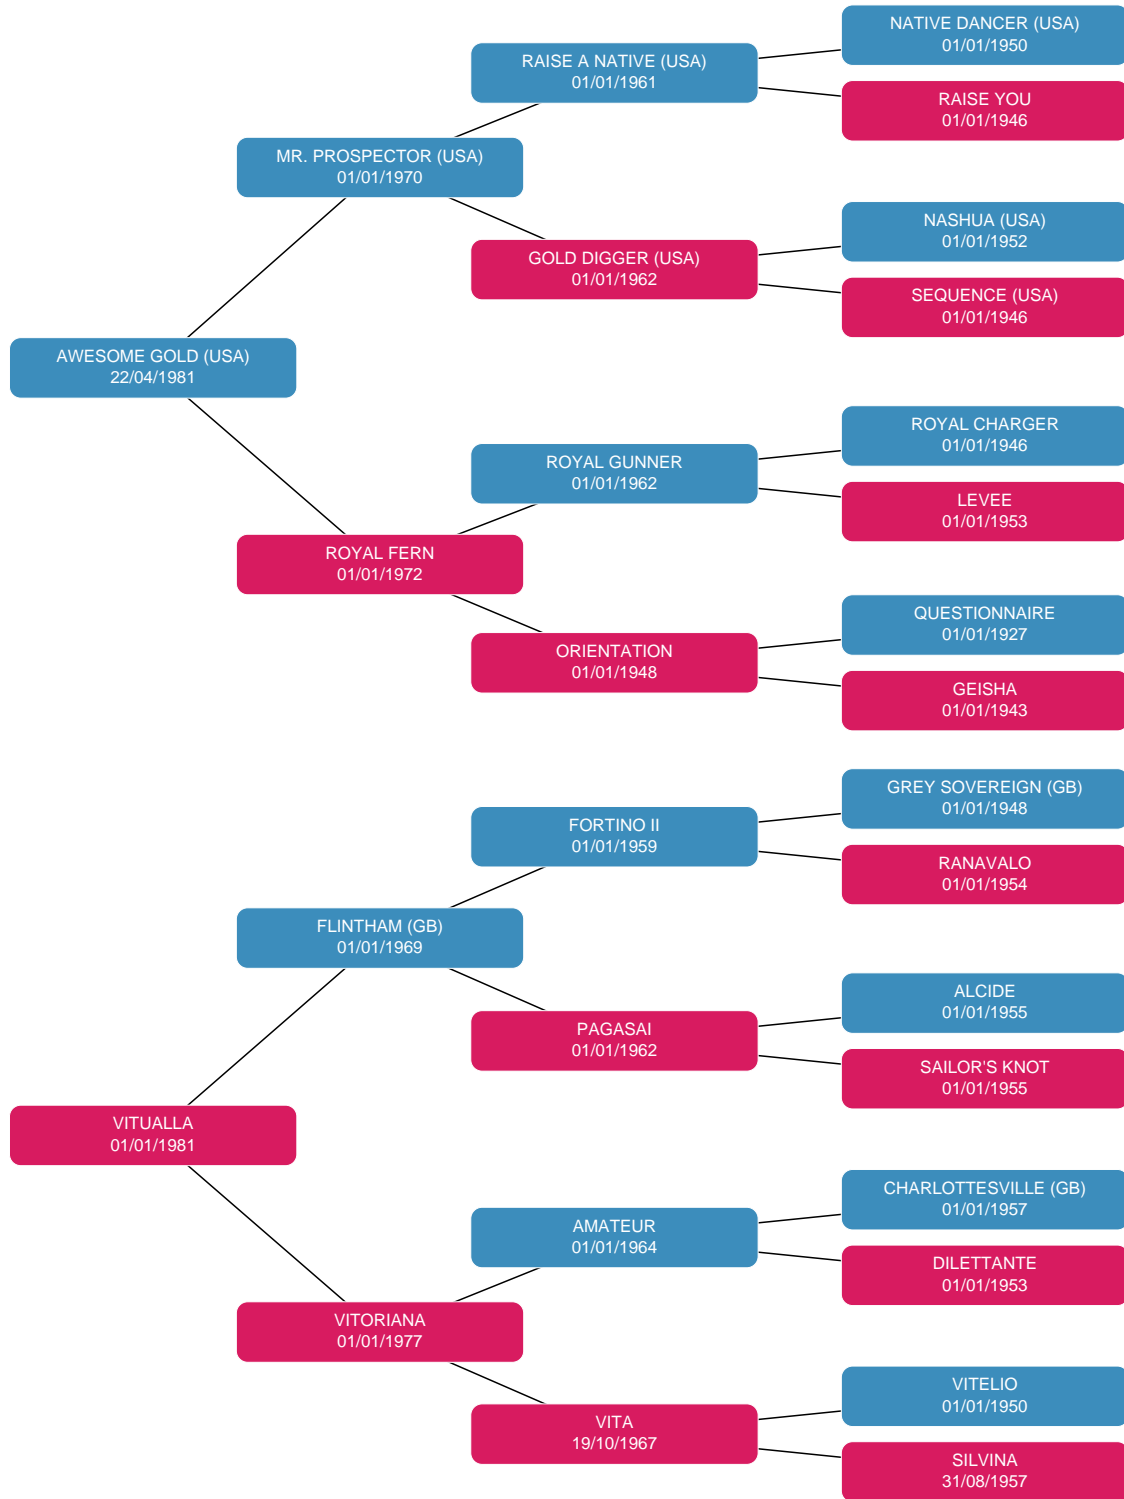 NATIVE DANCER (USA)
01/01/1950
RAISE A NATIVE (USA)
01/01/1961
RAISE YOU
01/01/1946
MR. PROSPECTOR (USA)
01/01/1970
NASHUA (USA)
01/01/1952
GOLD DIGGER (USA)
01/01/1962
SEQUENCE (USA)
01/01/1946
AWESOME GOLD (USA)
22/04/1981
ROYAL CHARGER
01/01/1946
ROYAL GUNNER
01/01/1962
LEVEE
01/01/1953
ROYAL FERN
01/01/1972
QUESTIONNAIRE
01/01/1927
ORIENTATION
01/01/1948
GEISHA
01/01/1943
GREY SOVEREIGN (GB)
01/01/1948
FORTINO II
01/01/1959
RANAVALO
01/01/1954
FLINTHAM (GB)
01/01/1969
ALCIDE
01/01/1955
PAGASAI
01/01/1962
SAILOR'S KNOT
01/01/1955
VITUALLA
01/01/1981
CHARLOTTESVILLE (GB)
01/01/1957
AMATEUR
01/01/1964
DILETTANTE
01/01/1953
VITORIANA
01/01/1977
VITELIO
01/01/1950
VITA
19/10/1967
SILVINA
31/08/1957